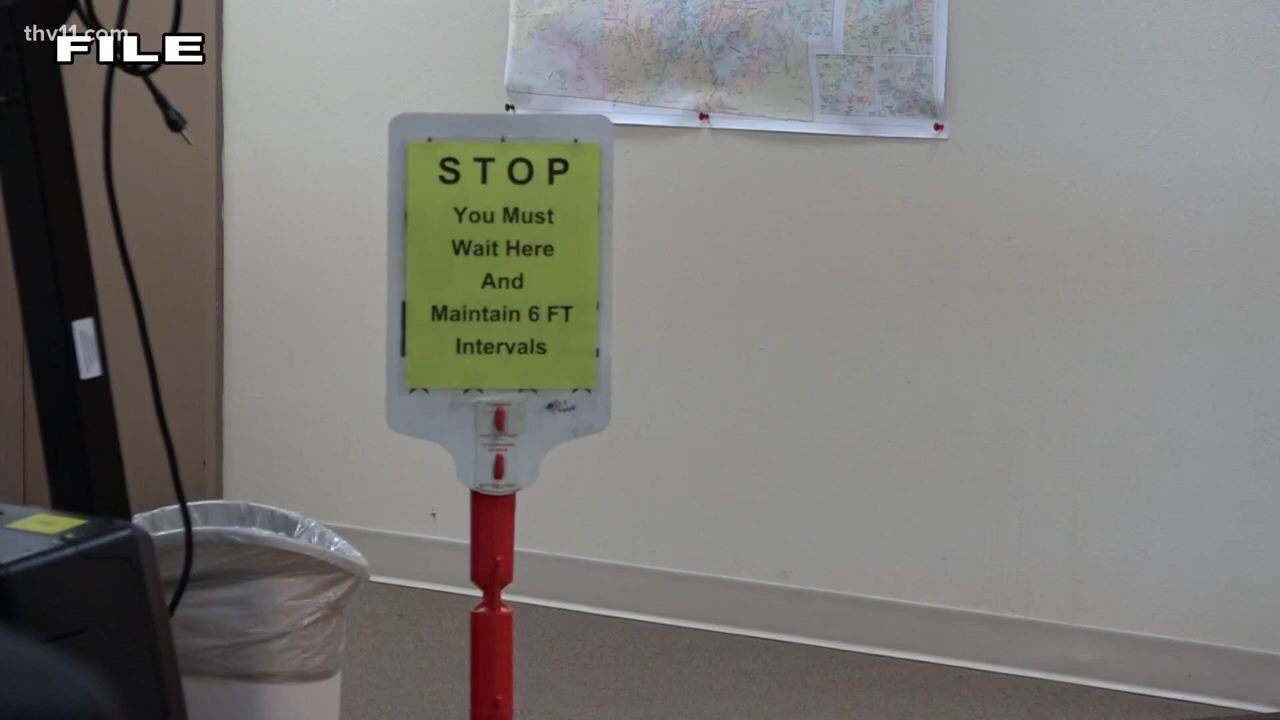 thv11.com
FILE
STOP
You Must
Wait Here
And
Maintain 6 FT
Intervals